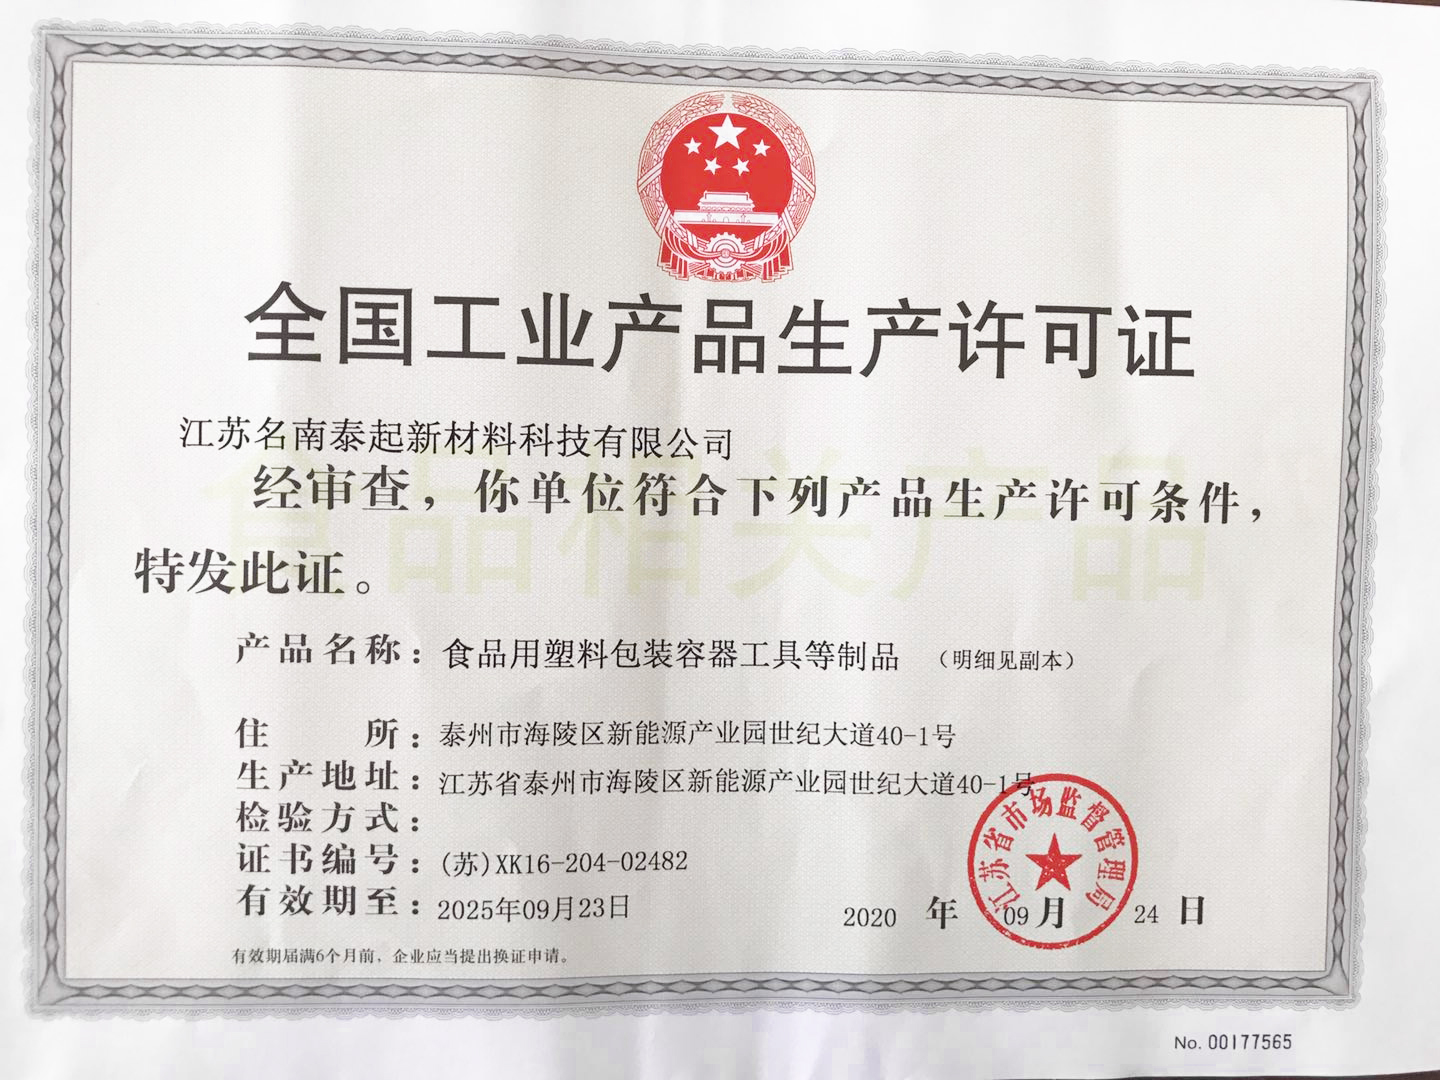 全国工业产品生产许可证
江苏名南泰起新材料科技有限公司
食品相关产品
经审查，你单位符合下列产品生产许可条件，
特发此证。
产品名称：食品用塑料包装容器工具等制品 （明细见副本）
住 所：泰州市海陵区新能源产业园世纪大道40-1号
生产地址：江苏省泰州市海陵区新能源产业园世纪大道40-1号
检验方式：
证书编号：(苏)XK16-204-02482
有效期至：2025年09月23日
江苏省市场监督管理局
2020 年 09 月 24 日
有效期届满6个月前，企业应当提出换证申请。
No. 00177565